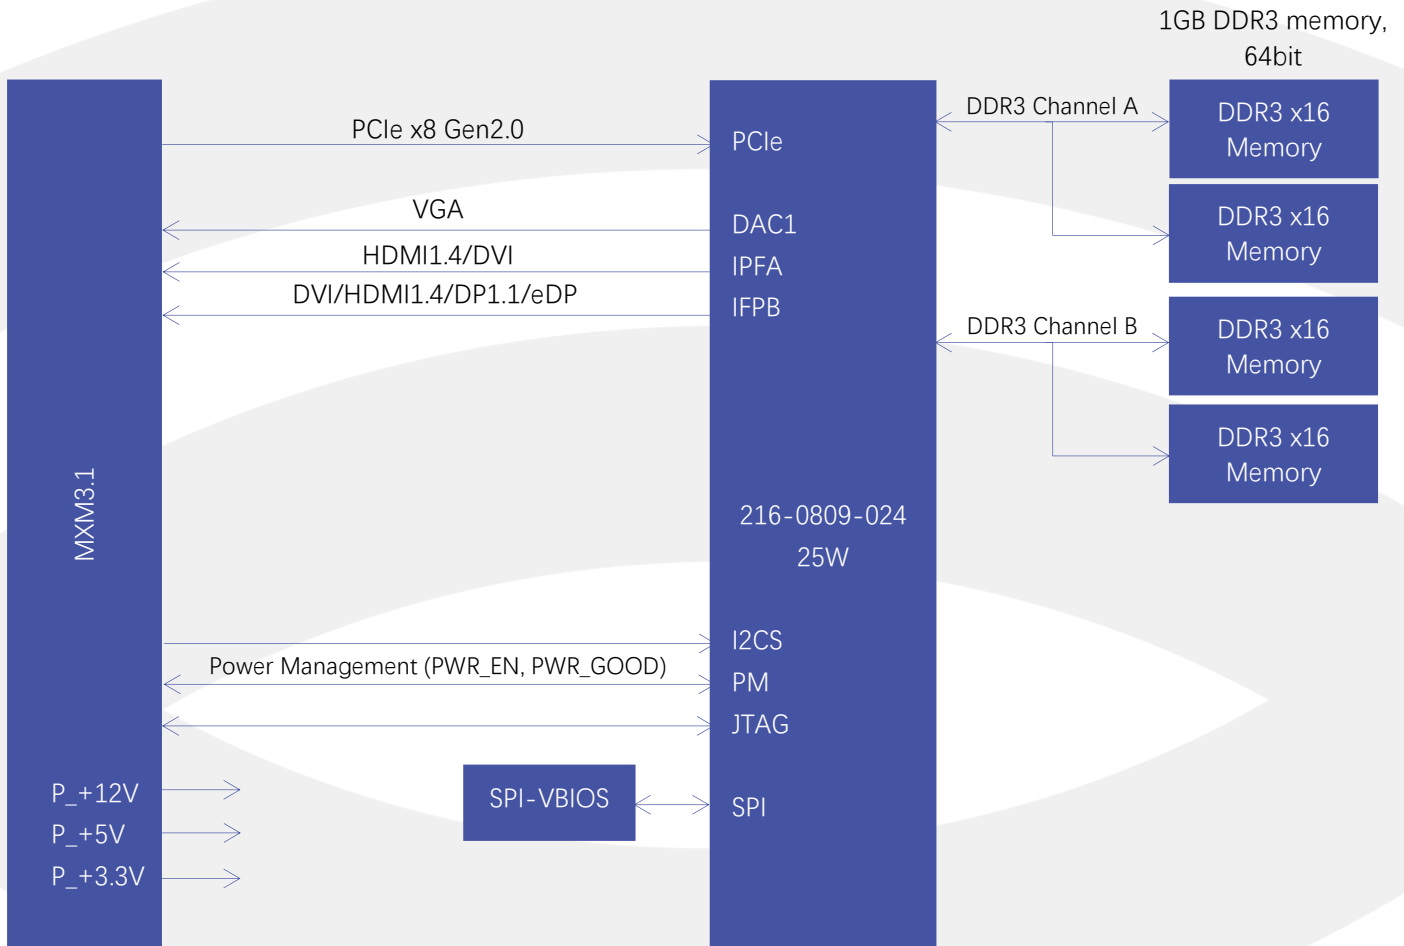 1GB DDR3 memory,
64bit
MXM3.1
P_+12V
P_+5V
P_+3.3V
PCIe x8 Gen2.0
VGA
HDMI1.4/DVI
DVI/HDMI1.4/DP1.1/eDP
Power Management (PWR_EN, PWR_GOOD)
SPI-VBIOS
PCIe
DAC1
IPFA
IFPB
216-0809-024
25W
I2CS
PM
JTAG
SPI
DDR3 Channel A
DDR3 Channel B
DDR3 x16
Memory
DDR3 x16
Memory
DDR3 x16
Memory
DDR3 x16
Memory